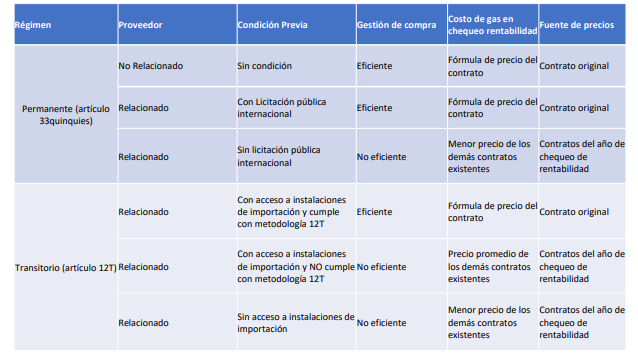 Régimen Proveedor Condición Previa Gestión de compra Costo de gas en chequeo rentabilidad Fuente de precios
Permanente (artículo 33quinquies)
No Relacionado Sin condición Eficiente Fórmula de precio del contrato Contrato original
Relacionado Con Licitación pública internacional Eficiente Fórmula de precio del contrato Contrato original
Relacionado Sin licitación pública internacional No eficiente Menor precio de los demás contratos existentes Contratos del año de chequeo de rentabilidad
Transitorio (artículo 12T)
Relacionado Con acceso a instalaciones de importación y cumple con metodología 12T Eficiente Fórmula de precio del contrato Contrato original
Relacionado Con acceso a instalaciones de importación y NO cumple con metodología 12T No eficiente Precio promedio de los demás contratos existentes Contratos del año de chequeo de rentabilidad
Relacionado Sin acceso a instalaciones de importación No eficiente Menor precio de los demás contratos existentes Contratos del año de chequeo de rentabilidad